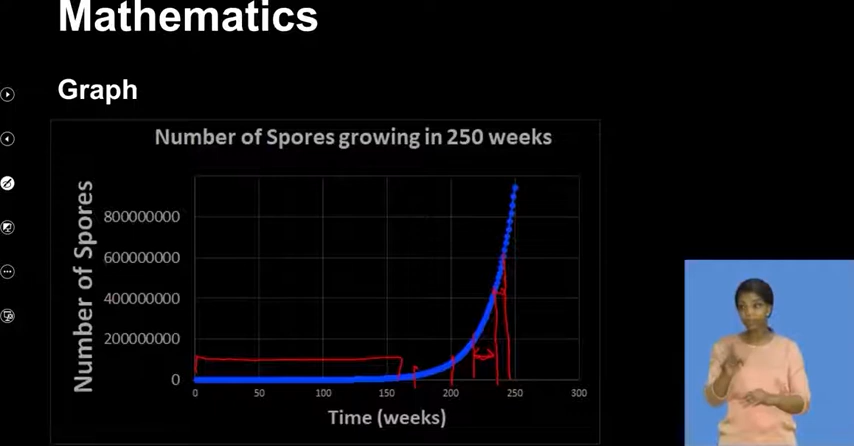 Mathematics
Graph
Number of Spores growing in 250 weeks
Number of Spores
800000000
600000000
400000000
200000000
0
0 50 100 150 200 250 300
Time (weeks)